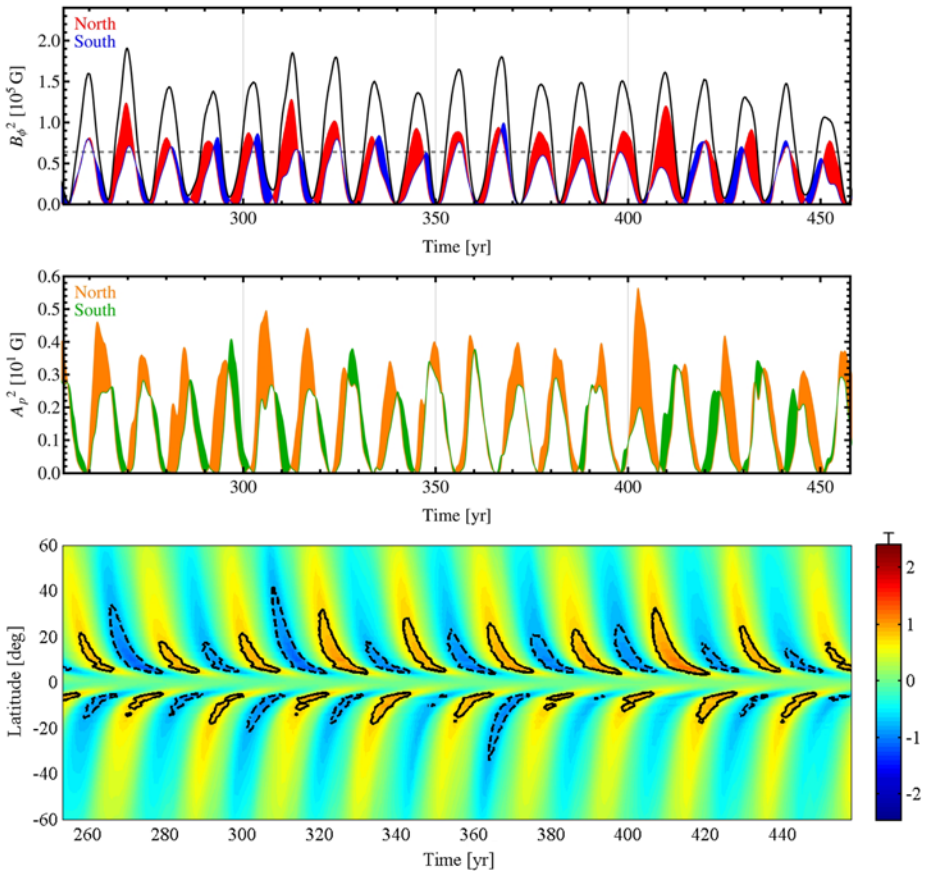 North
South
2.0
1.5
1.0
0.5
0.0
B_ϕ^2 [10^5 G]
300 350 400 450
Time [yr]
North
South
0.6
0.5
0.4
0.3
0.2
0.1
0.0
A_p^2 [10^1 G]
300 350 400 450
Time [yr]
T
60
40
20
0
-20
-40
-60
Latitude [deg]
2
1
0
-1
-2
260 280 300 320 340 360 380 400 420 440
Time [yr]